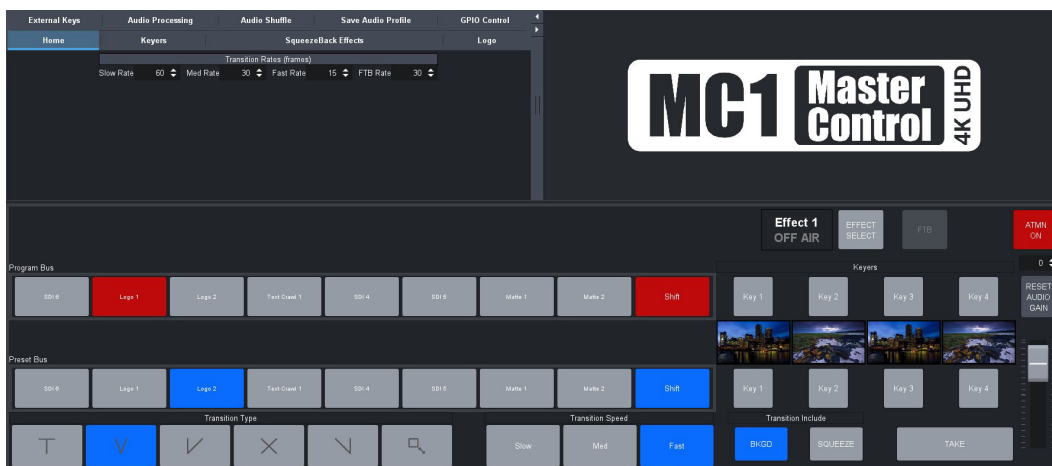 External Keys Audio Processing Audio Shuffle Save Audio Profile GPIO Control
Home Keyers SqueezeBack Effects Logo
Transition Rates (frames)
Slow Rate 60 Med Rate 30 Fast Rate 15 FTB Rate 30
MC1 Master Control 4K UHD
Effect 1
OFF AIR
EFFECT SELECT
FTB
ATMN ON
Program Bus
Keyers
0
SDI 6 Logo 1 Logo 2 Text Crawl 1 SDI 4 SDI 5 Matte 1 Matte 2 Shift
Key 1 Key 2 Key 3 Key 4
RESET AUDIO GAIN
Preset Bus
SDI 6 Logo 1 Logo 2 Text Crawl 1 SDI 4 SDI 5 Matte 1 Matte 2 Shift
Key 1 Key 2 Key 3 Key 4
Transition Type Transition Speed Transition Include
T V X
Slow Med Fast
BKGD SQUEEZE TAKE